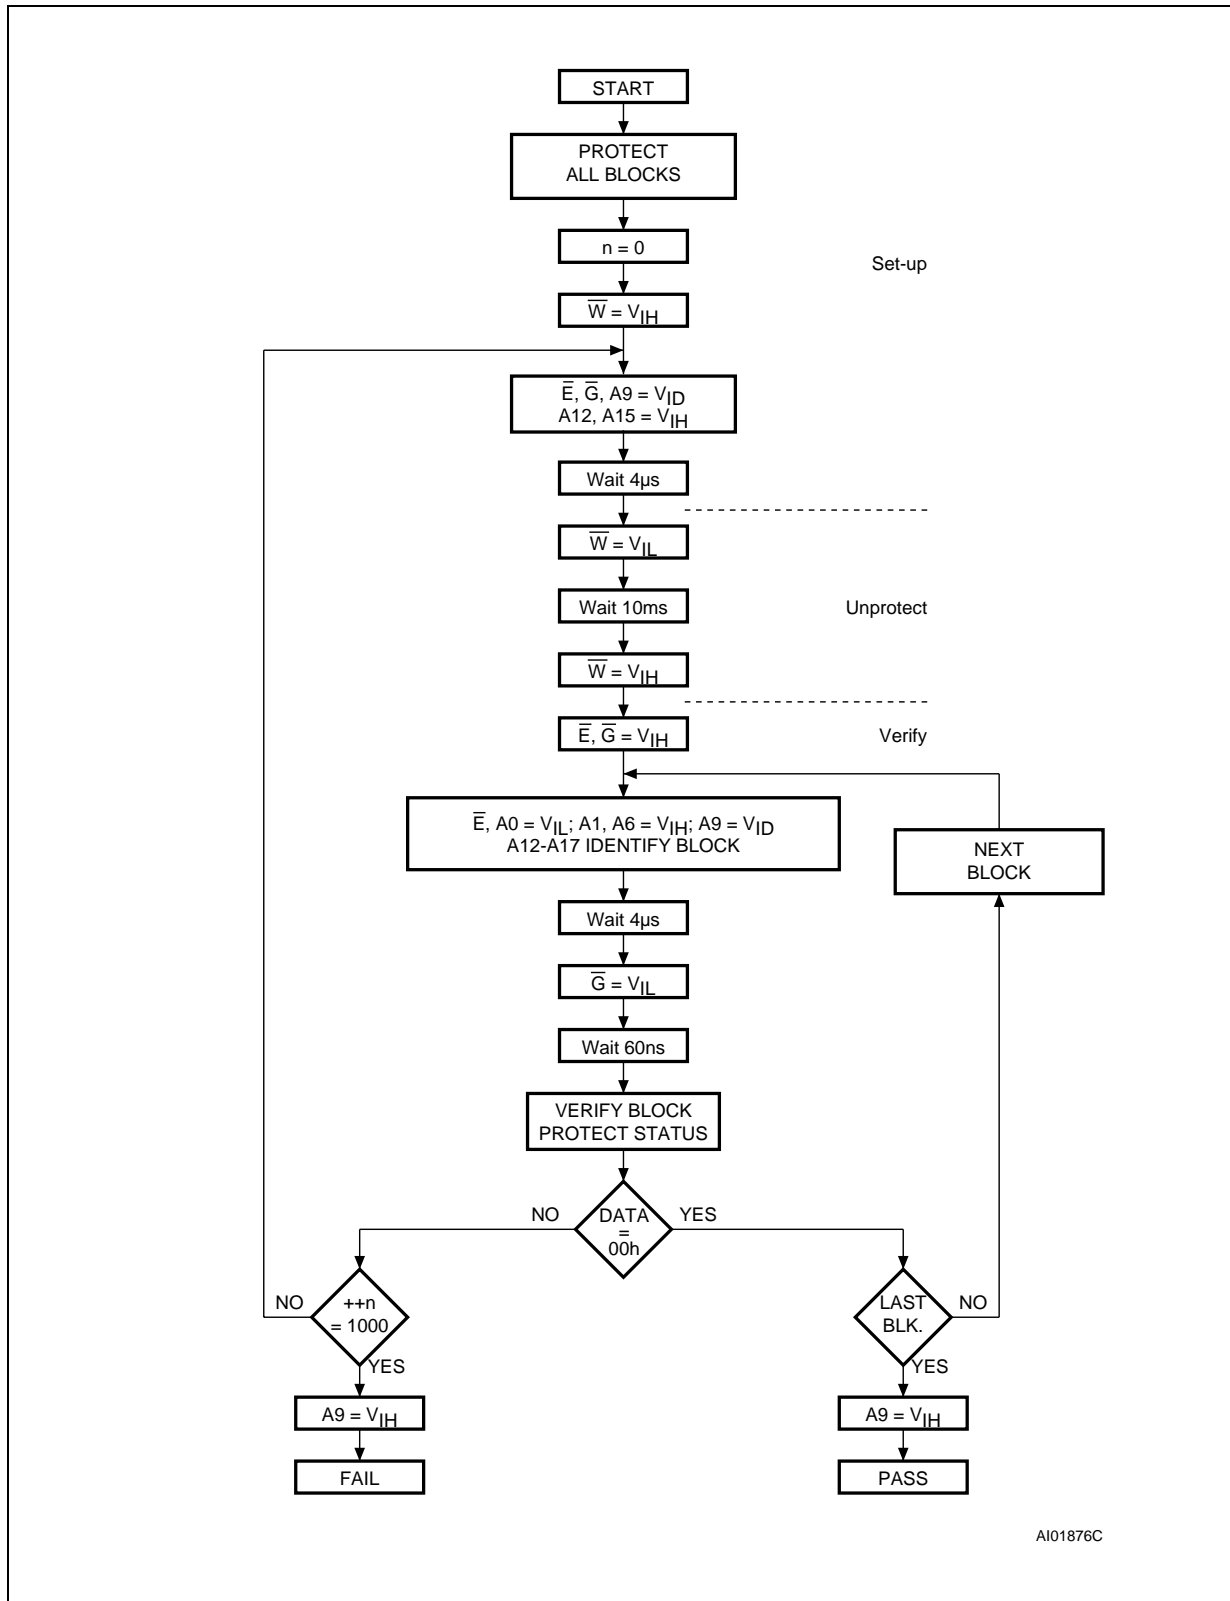 START
PROTECT
ALL BLOCKS
n = 0
Set-up
W̅ = VIH
E̅, G̅, A9 = VID
A12, A15 = VIH
Wait 4µs
W̅ = VIL
Wait 10ms
Unprotect
W̅ = VIH
E̅, G̅ = VIH
Verify
E̅, A0 = VIL; A1, A6 = VIH; A9 = VID
A12-A17 IDENTIFY BLOCK
NEXT
BLOCK
Wait 4µs
G̅ = VIL
Wait 60ns
VERIFY BLOCK
PROTECT STATUS
NO
DATA
=
00h
YES
NO
++n
= 1000
YES
LAST
BLK.
NO
YES
A9 = VIH
A9 = VIH
FAIL
PASS
AI01876C